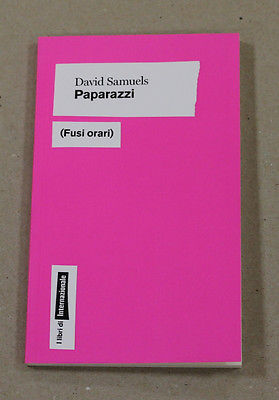 David Samuels
Paparazzi
(Fusi orari)
I libri di Internazionale